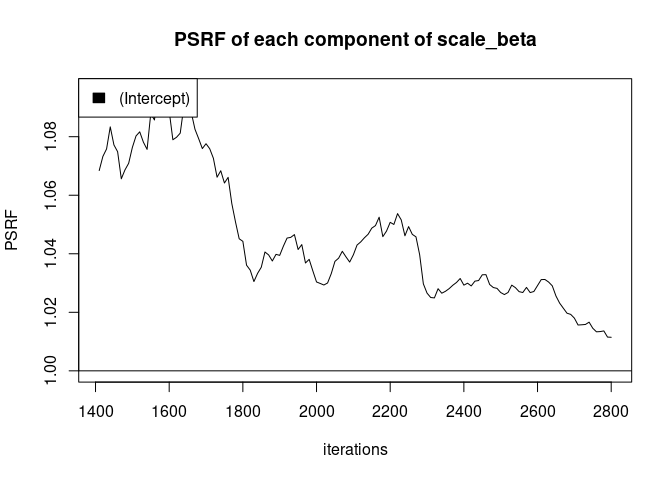 PSRF of each component of scale_beta
(Intercept)
PSRF
1.08
1.06
1.04
1.02
1.00
1400 1600 1800 2000 2200 2400 2600 2800
iterations